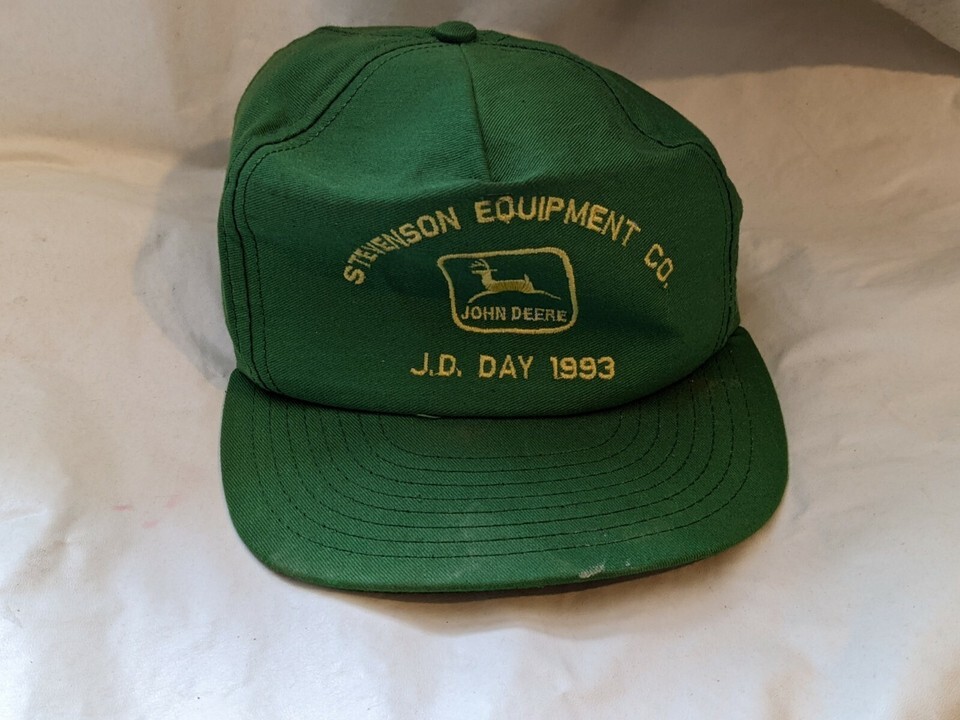 STEVENSON EQUIPMENT CO.
JOHN DEERE
J.D. DAY 1993